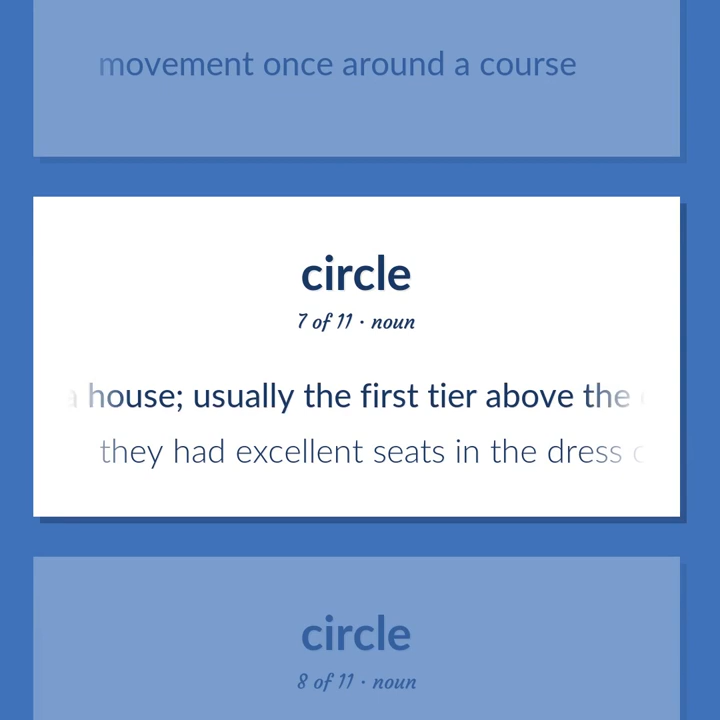 movement once around a course
circle
7 of 11 · noun
a house; usually the first tier above the
they had excellent seats in the dress
circle
8 of 11 · noun